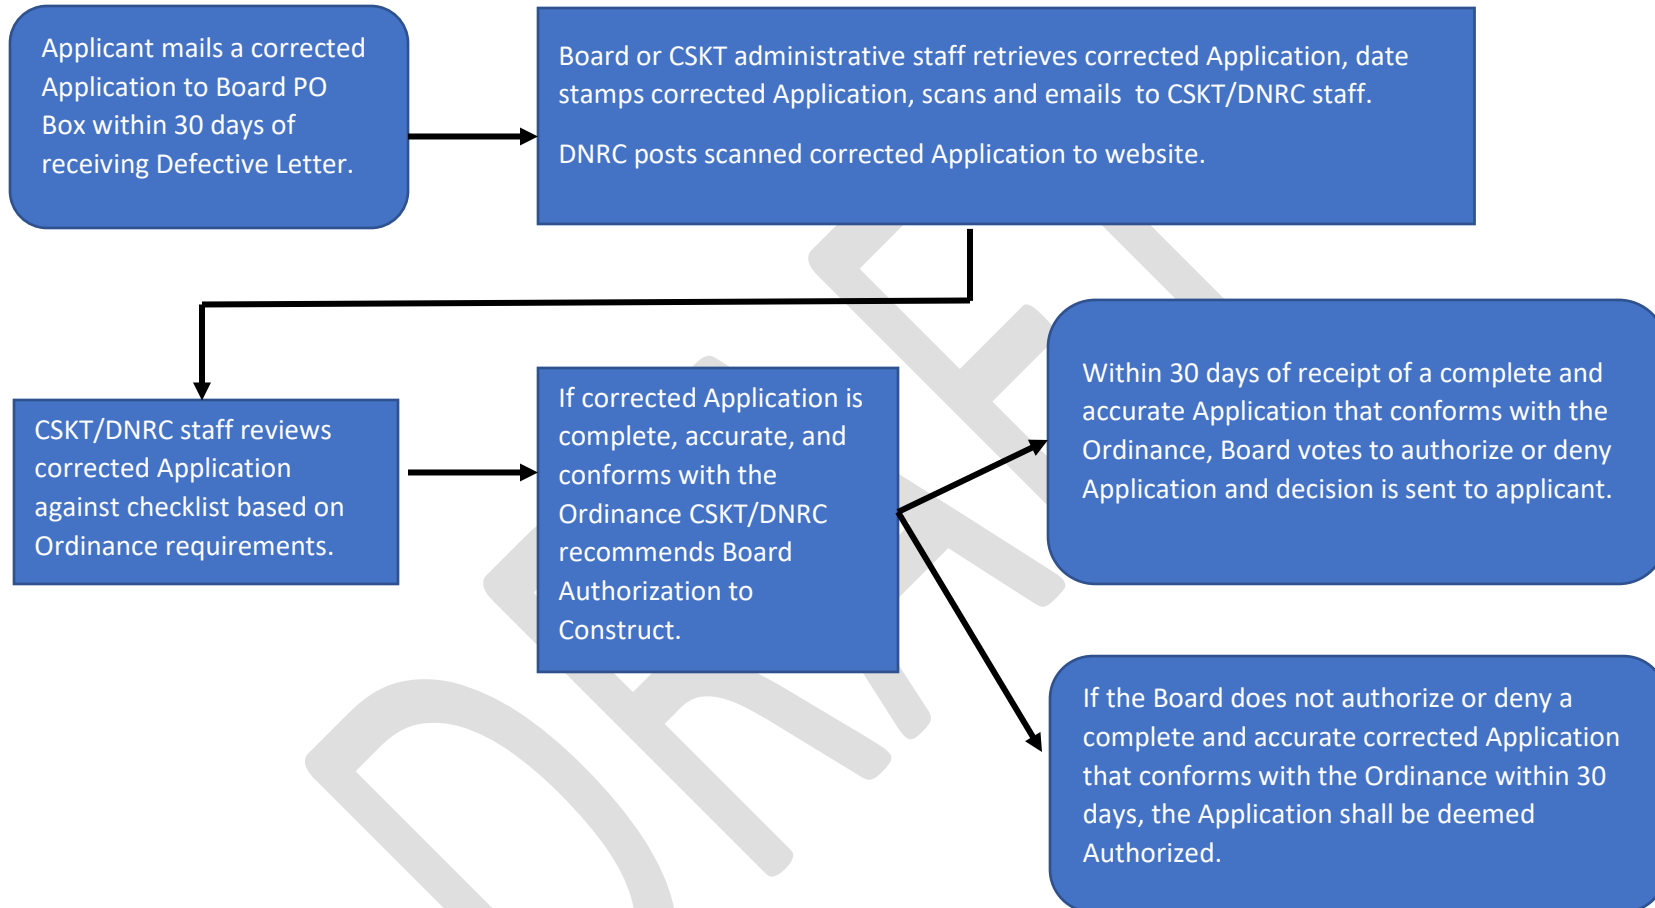 Applicant mails a corrected
Application to Board PO
Box within 30 days of
receiving Defective Letter.
Board or CSKT administrative staff retrieves corrected Application, date
stamps corrected Application, scans and emails  to CSKT/DNRC staff.
DNRC posts scanned corrected Application to website.
CSKT/DNRC staff reviews
corrected Application
against checklist based on
Ordinance requirements.
If corrected Application is
complete, accurate, and
conforms with the
Ordinance CSKT/DNRC
recommends Board
Authorization to
Construct.
Within 30 days of receipt of a complete and
accurate Application that conforms with the
Ordinance, Board votes to authorize or deny
Application and decision is sent to applicant.
If the Board does not authorize or deny a
complete and accurate corrected Application
that conforms with the Ordinance within 30
days, the Application shall be deemed
Authorized.
DRAFT